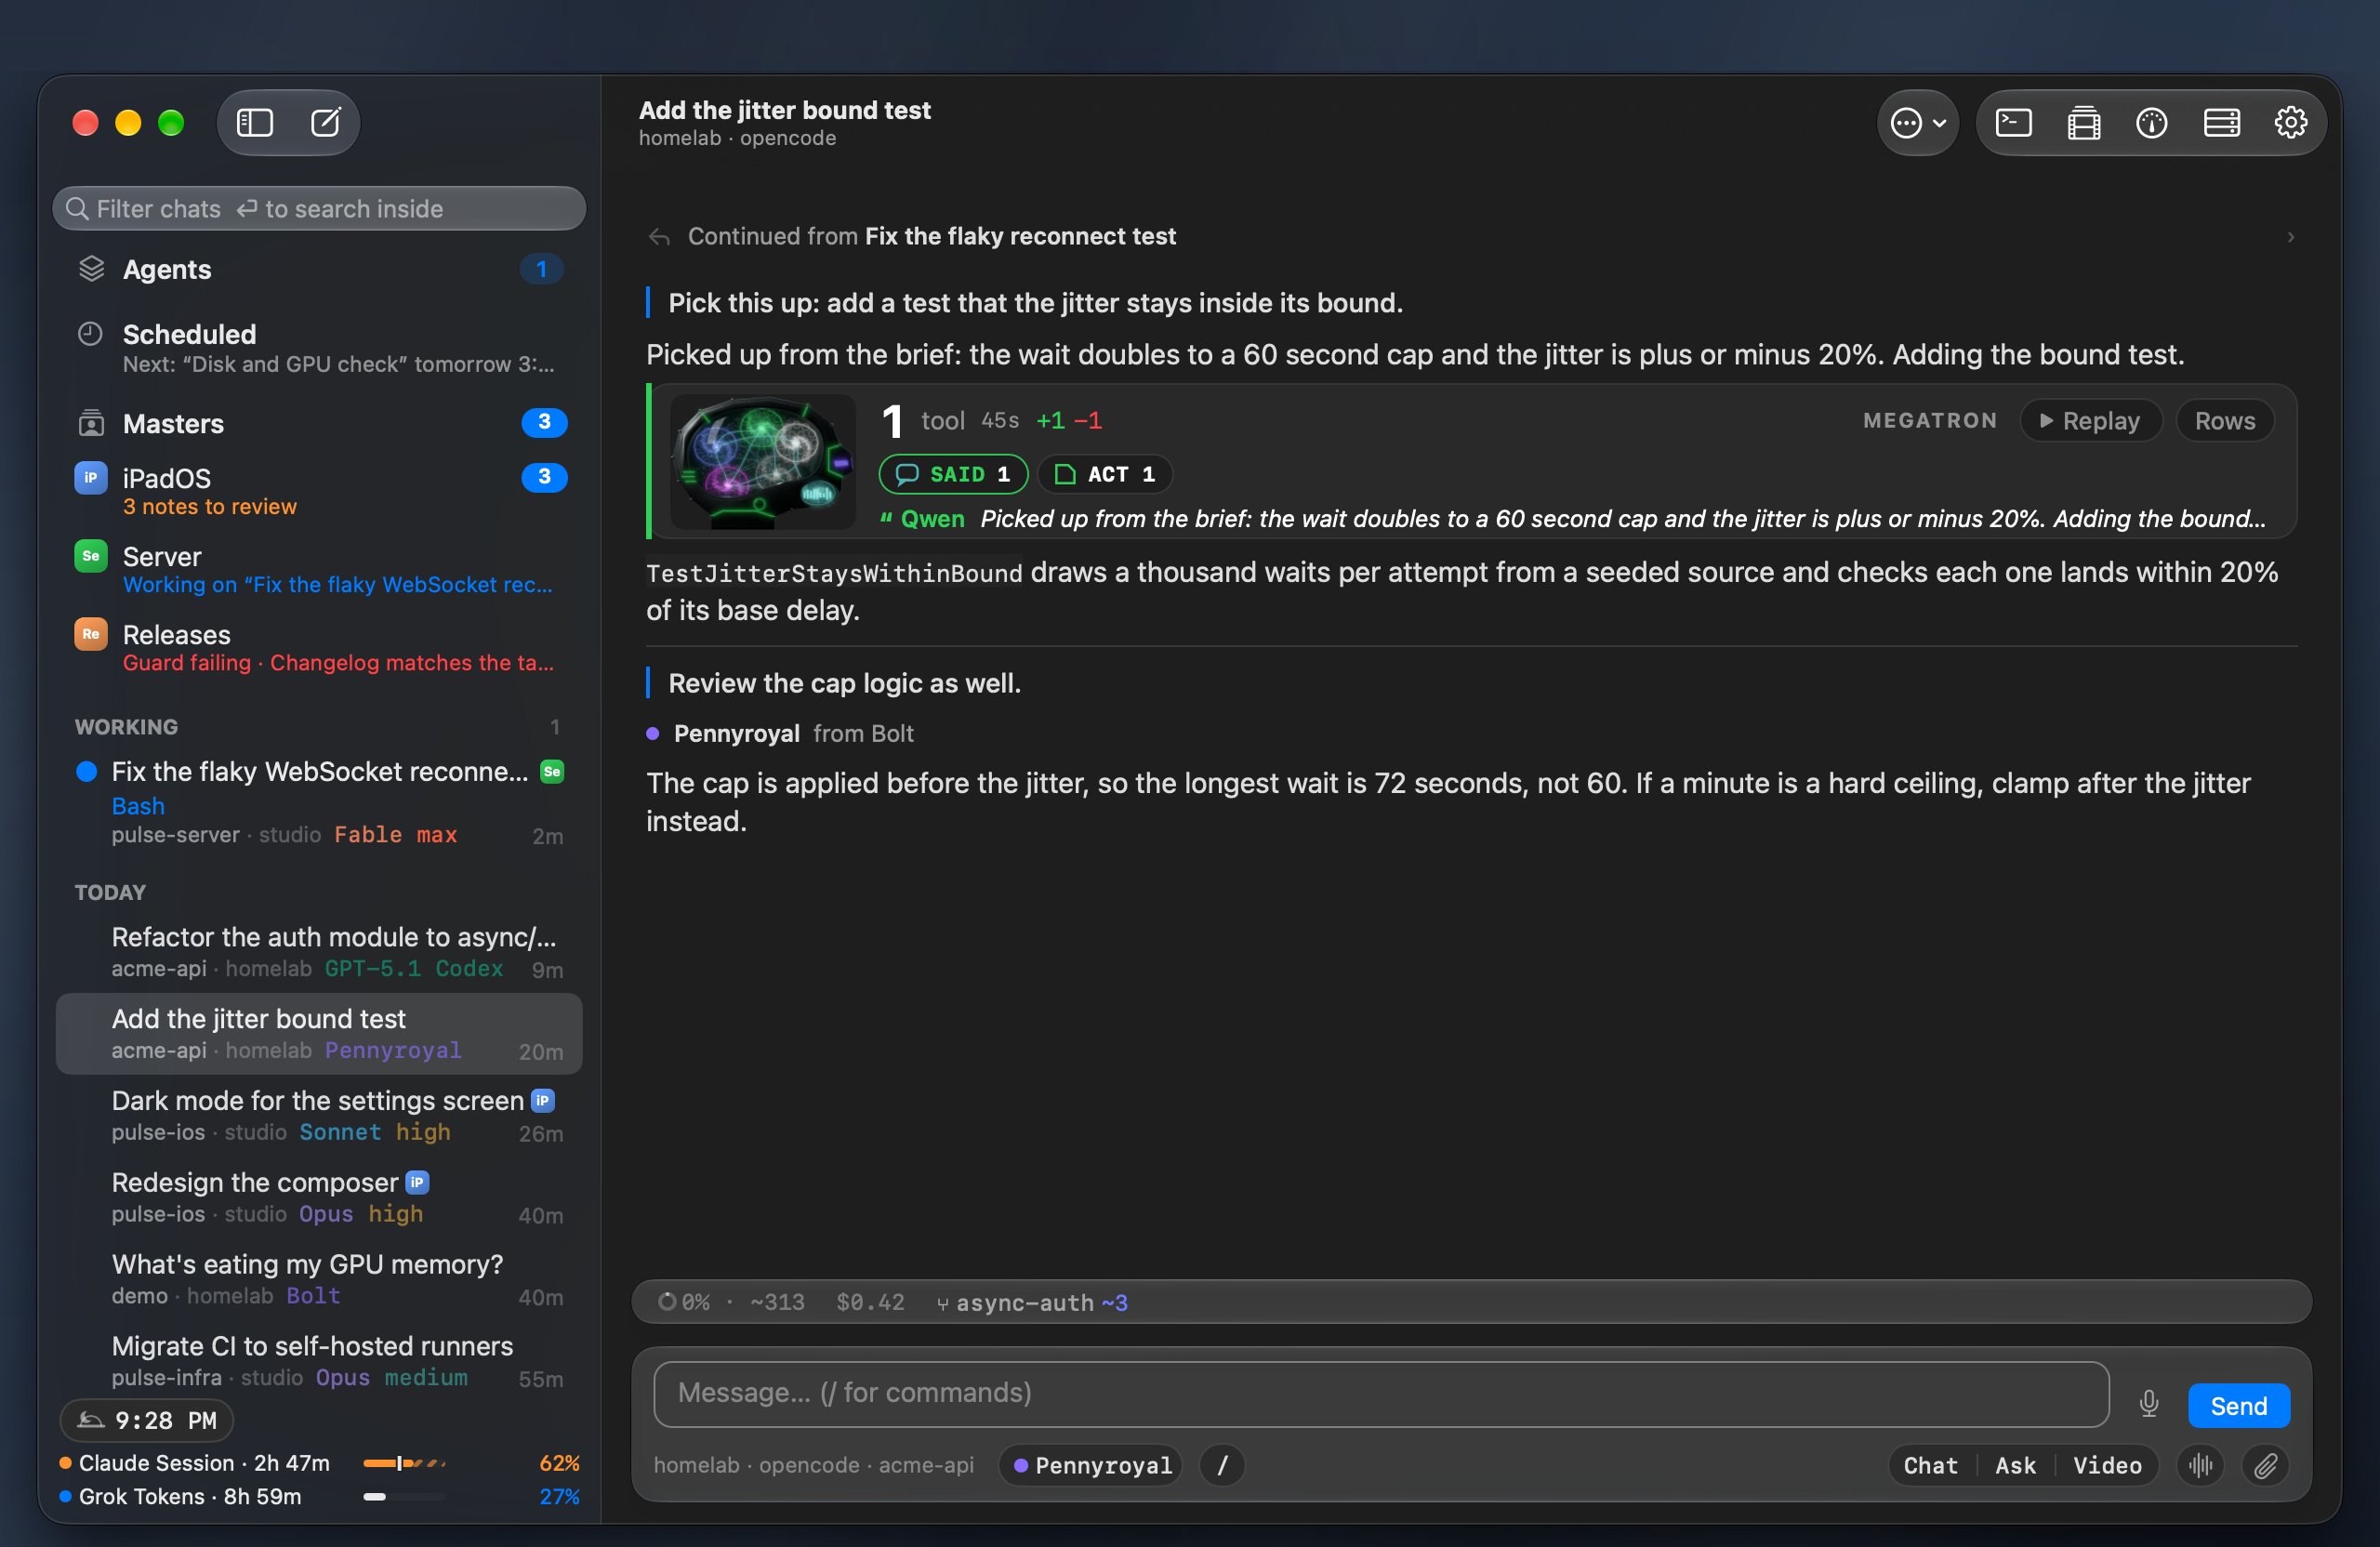 Filter chats ⏎ to search inside
Agents 1
Scheduled
Next: “Disk and GPU check” tomorrow 3:...
Masters 3
iP iPadOS 3
3 notes to review
Se Server
Working on “Fix the flaky WebSocket rec...
Re Releases
Guard failing · Changelog matches the ta...
WORKING 1
Fix the flaky WebSocket reconne... Se
Bash
pulse-server · studio Fable max 2m
TODAY
Refactor the auth module to async/...
acme-api · homelab GPT-5.1 Codex 9m
Add the jitter bound test
acme-api · homelab Pennyroyal 20m
Dark mode for the settings screen iP
pulse-ios · studio Sonnet high 26m
Redesign the composer iP
pulse-ios · studio Opus high 40m
What's eating my GPU memory?
demo · homelab Bolt 40m
Migrate CI to self-hosted runners
pulse-infra · studio Opus medium 55m
9:28 PM
Claude Session · 2h 47m 62%
Grok Tokens · 8h 59m 27%
Add the jitter bound test
homelab · opencode
Continued from Fix the flaky reconnect test
Pick this up: add a test that the jitter stays inside its bound.
Picked up from the brief: the wait doubles to a 60 second cap and the jitter is plus or minus 20%. Adding the bound test.
1 tool 45s +1 −1 MEGATRON Replay Rows
SAID 1 ACT 1
" Qwen Picked up from the brief: the wait doubles to a 60 second cap and the jitter is plus or minus 20%. Adding the bound...
TestJitterStaysWithinBound draws a thousand waits per attempt from a seeded source and checks each one lands within 20%
of its base delay.
Review the cap logic as well.
Pennyroyal from Bolt
The cap is applied before the jitter, so the longest wait is 72 seconds, not 60. If a minute is a hard ceiling, clamp after the jitter
instead.
0% · ~313 $0.42 async-auth ~3
Message... (/ for commands)
Send
homelab · opencode · acme-api Pennyroyal / Chat Ask Video